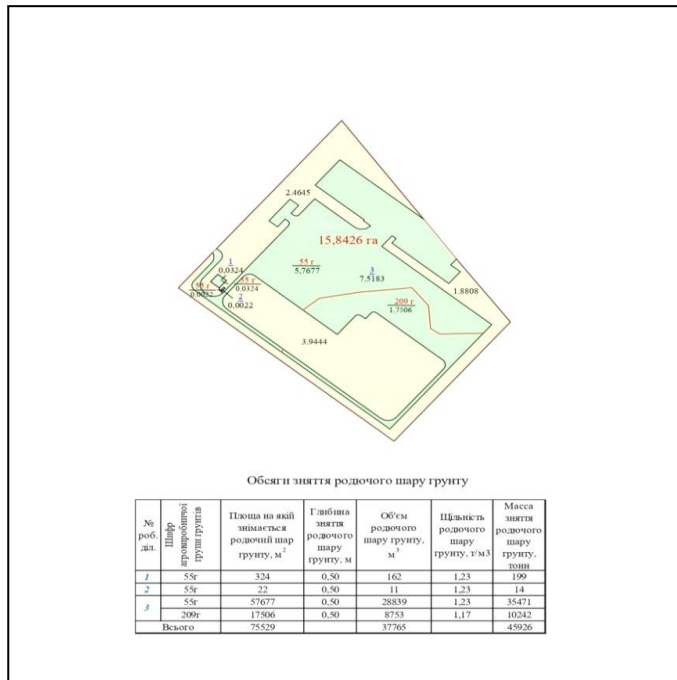 2.4645
15,8426 га
1
0,0324
55 г
5,7677
3
7.5183
55 г
0.0324
55 г
0.0022
2
0,0022
209 г
1.7506
1.8808
3.9444
Обсяги зняття родючого шару грунту
№
роб.
діл.
Шифр
агровиробничої
групи ґрунтів
Площа на якій
знімається
родючий шар
грунту, м2
Глибина
зняття
родючого
шару
грунту, м
Об'єм
родючого
шару грунту,
м3
Щільність
родючого
шару
грунту, т/м3
Масса
зняття
родючого
шару
грунту,
тонн
1 55г 324 0,50 162 1,23 199
2 55г 22 0,50 11 1,23 14
3 55г 57677 0,50 28839 1,23 35471
209г 17506 0,50 8753 1,17 10242
Всього 75529 37765 45926